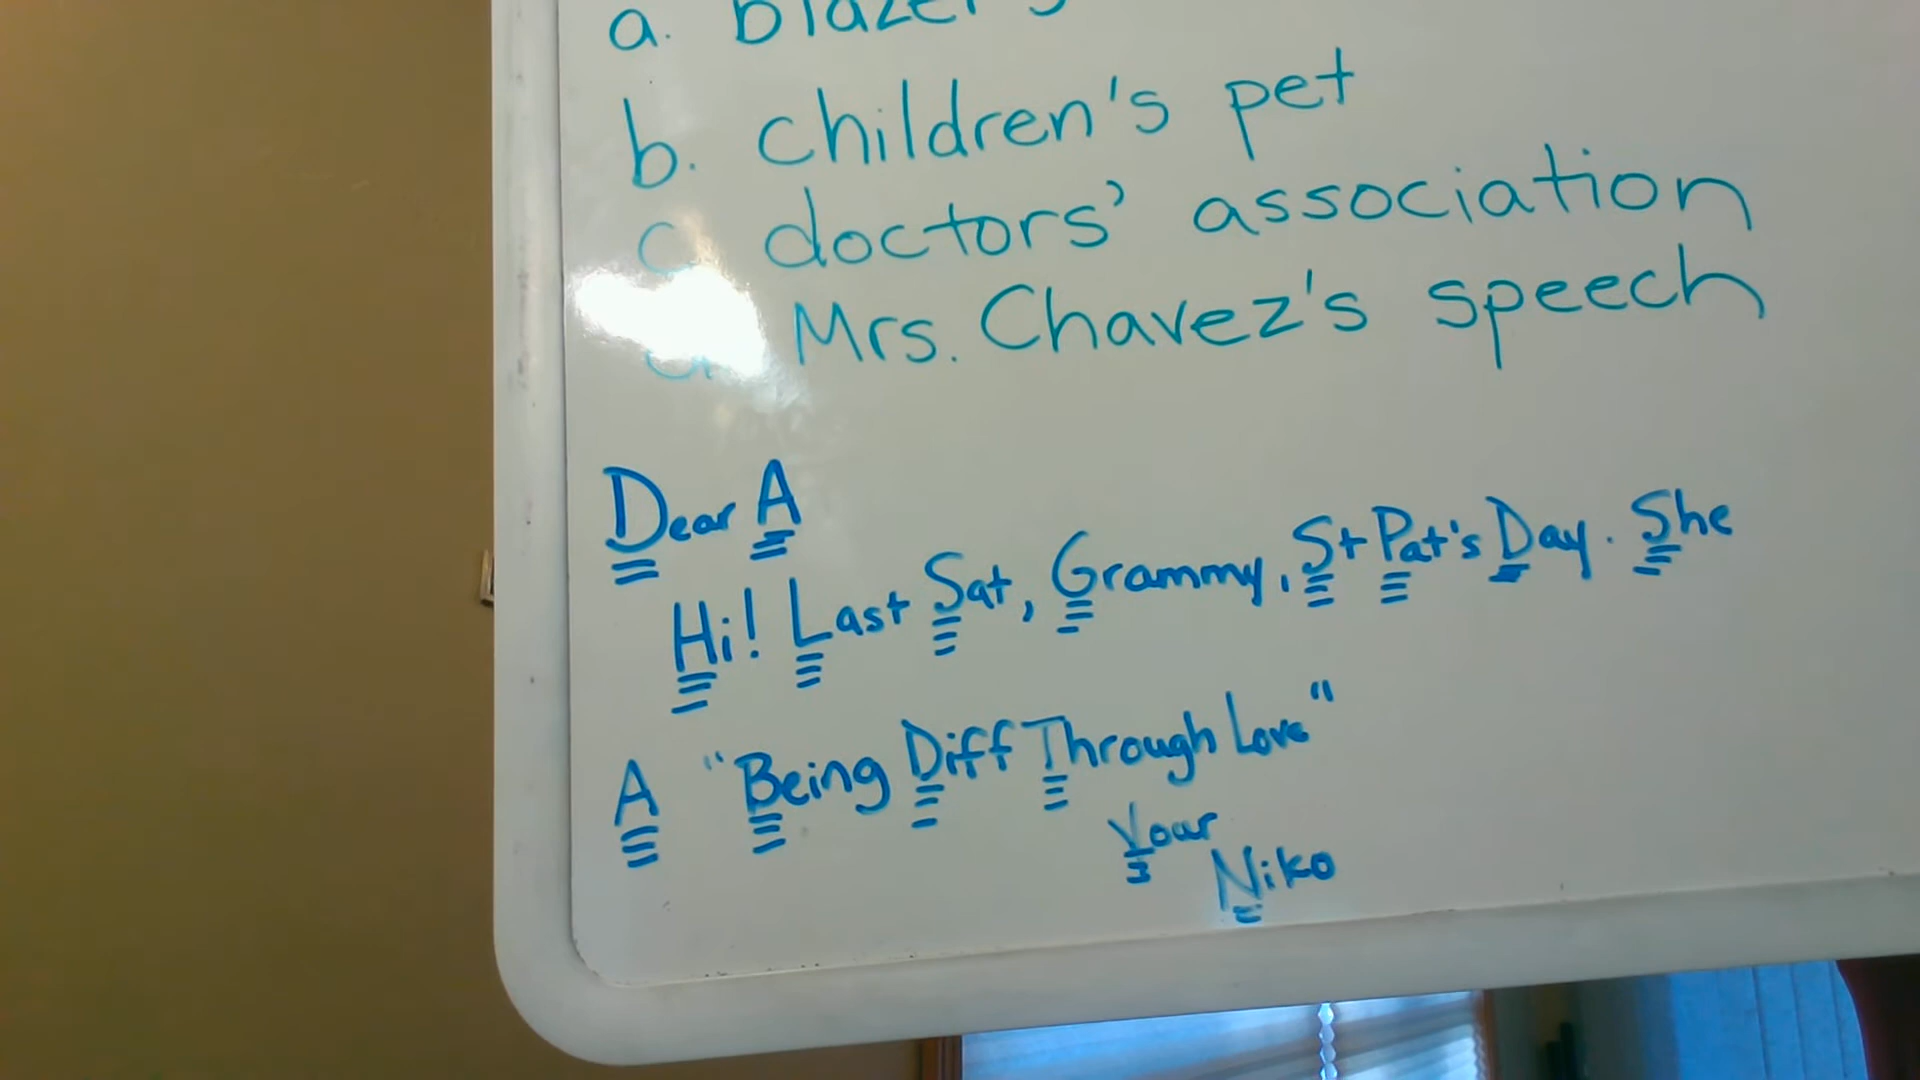 a.
b. children's pet
c doctors' association
Mrs. Chavez's speech
Dear A
Hi! Last Sat, Grammy, St Pat's Day. She
A "Being Diff Through Love"
Your
Niko